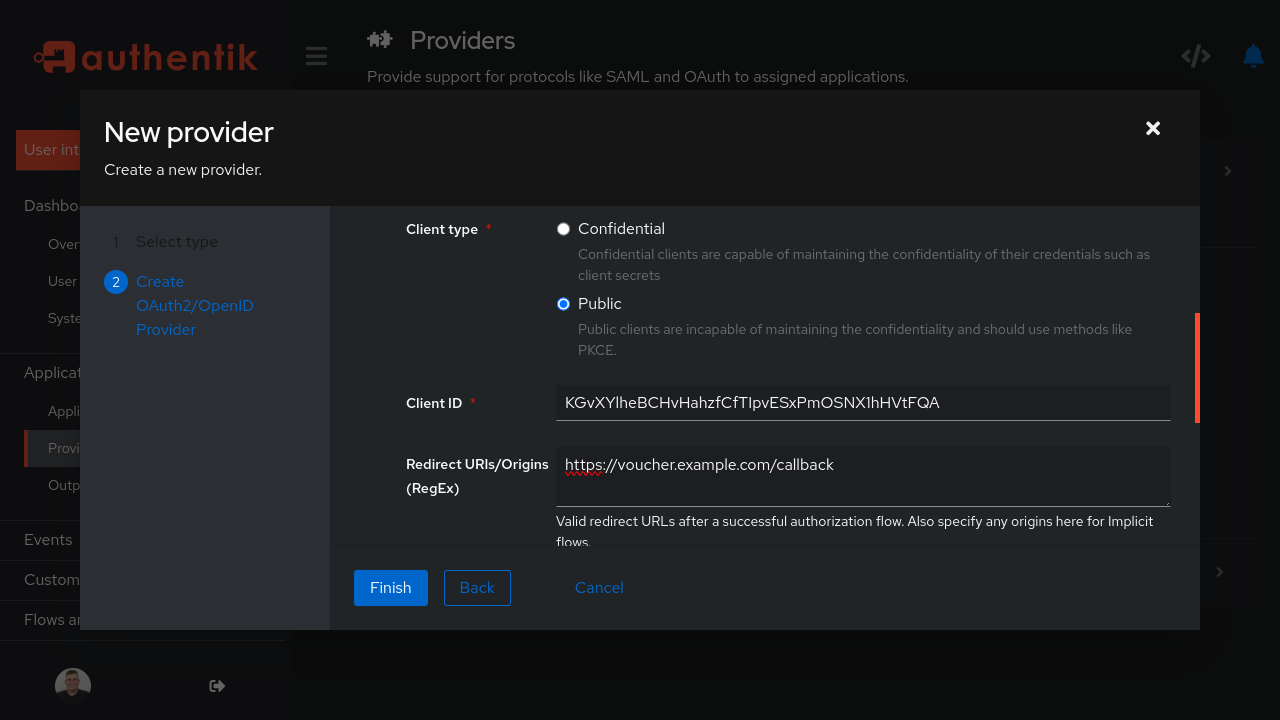 authentik
Providers
Provide support for protocols like SAML and OAuth to assigned applications.
New provider
Create a new provider.
User int
Dashbo
Over
User
Syste
Applicat
Appli
Provi
Outp
Events
Custom
Flows a
1 Select type
2 Create
OAuth2/OpenID
Provider
Client type *
Confidential
Confidential clients are capable of maintaining the confidentiality of their credentials such as
client secrets
Public
Public clients are incapable of maintaining the confidentiality and should use methods like
PKCE.
Client ID *
KGvXYlheBCHvHahzfCfTlpvESxPmOSNX1hHVtFQA
Redirect URIs/Origins
(RegEx)
https://voucher.example.com/callback
Valid redirect URLs after a successful authorization flow. Also specify any origins here for Implicit
flows.
Finish
Back
Cancel